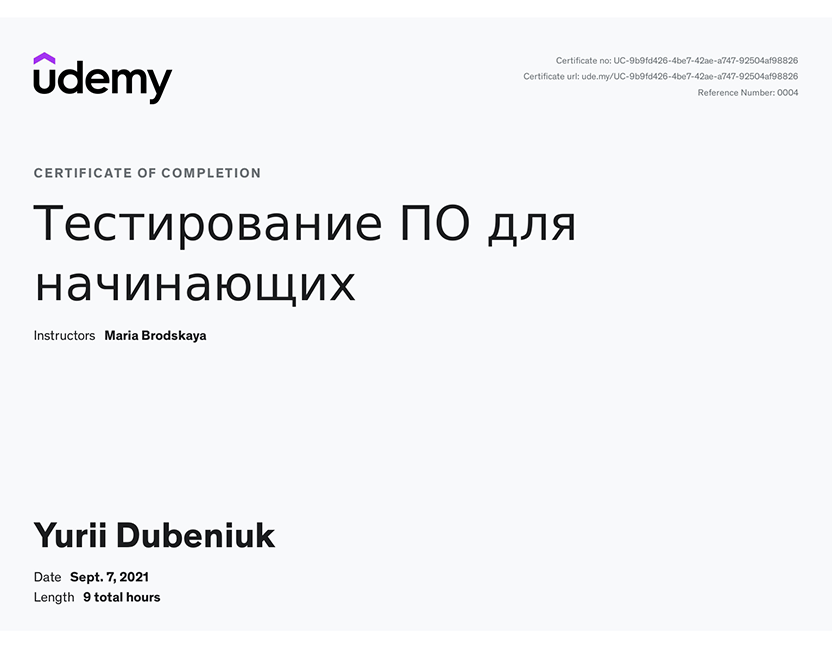 udemy
Certificate no: UC-9b9fd426-4be7-42ae-a747-92504af98826
Certificate url: ude.my/UC-9b9fd426-4be7-42ae-a747-92504af98826
Reference Number: 0004
CERTIFICATE OF COMPLETION
Тестирование ПО для
начинающих
Instructors Maria Brodskaya
Yurii Dubeniuk
Date Sept. 7, 2021
Length 9 total hours